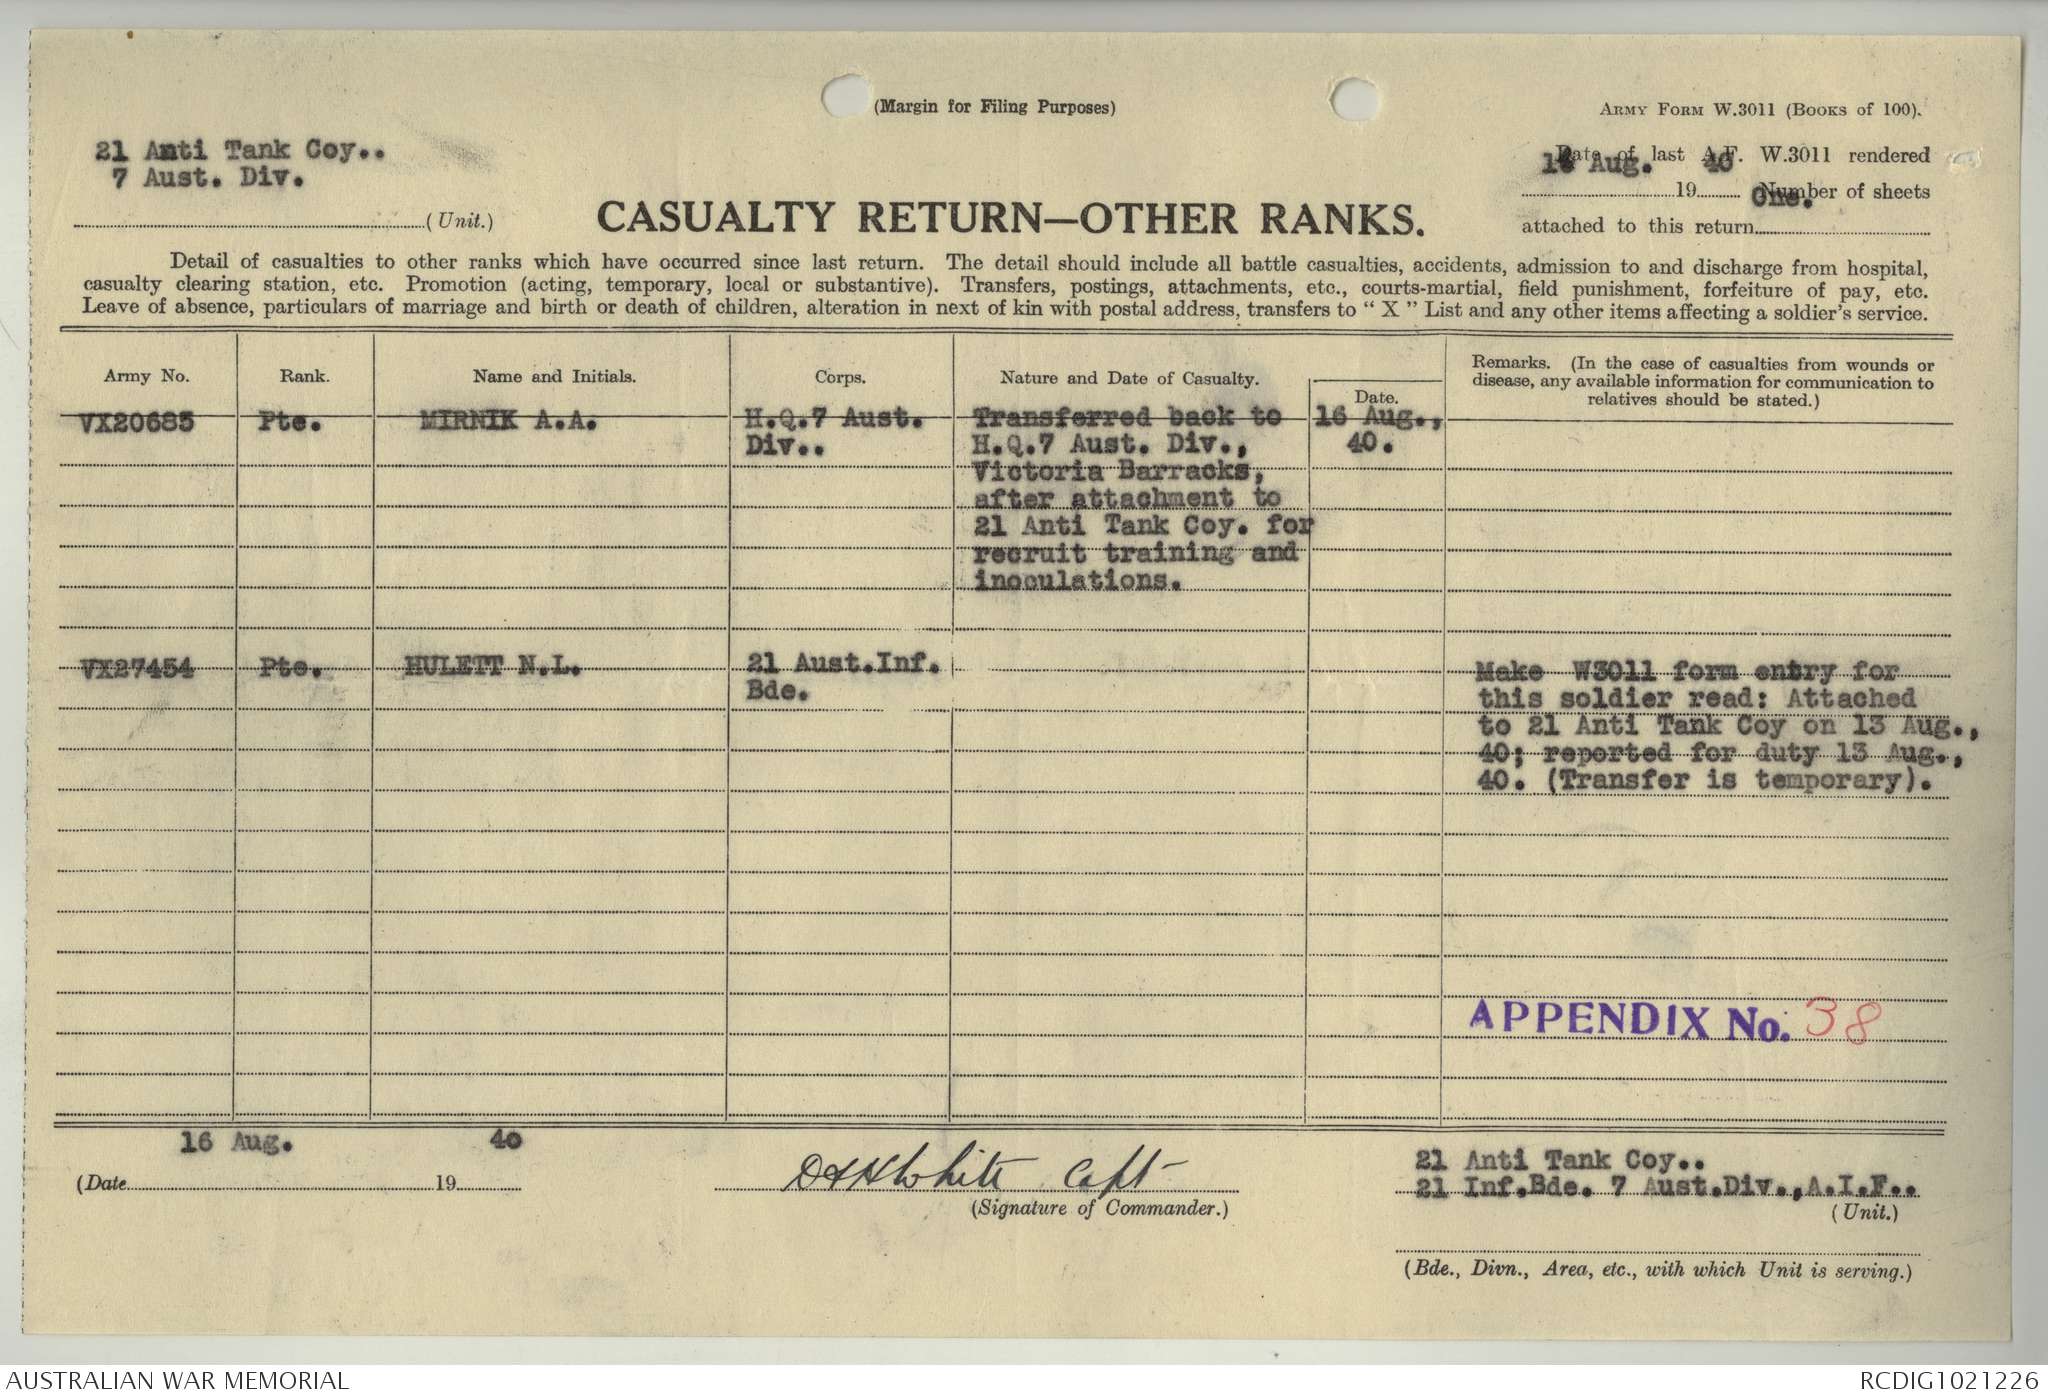 (Margin for Filing Purposes)
ARMY FORM W.3011 (BOOKS of 100).
21 Anti Tank Coy..
7 Aust. Div.
(Unit.)
CASUALTY RETURN—OTHER RANKS.
Date of last A.F. W.3011 rendered
Aug. 40
19 Number of sheets
One.
attached to this return
Detail of casualties to other ranks which have occurred since last return. The detail should include all battle casualties, accidents, admission to and discharge from hospital,
casualty clearing station, etc. Promotion (acting, temporary, local or substantive). Transfers, postings, attachments, etc., courts-martial, field punishment, forfeiture of pay, etc.
Leave of absence, particulars of marriage and birth or death of children, alteration in next of kin with postal address, transfers to "X" List and any other items affecting a soldier's service.
Army No.
Rank.
Name and Initials.
Corps.
Nature and Date of Casualty.
Date.
Remarks. (In the case of casualties from wounds or
disease, any available information for communication to
relatives should be stated.)
VX20685 Pte. MIRNIK A.A. H.Q.7 Aust. Transferred back to 16 Aug.,
Div.. H.Q.7 Aust. Div., 40.
Victoria Barracks,
after attachment to
21 Anti Tank Coy. for
recruit training and
inoculations.
VX27454 Pte. HULETT N.L. 21 Aust.Inf. Make W3011 form entry for
Bde. this soldier read: Attached
to 21 Anti Tank Coy on 13 Aug.,
40; reported for duty 13 Aug.,
40. (Transfer is temporary).
APPENDIX No. 38
16 Aug. 40
(Date 19
D H White Capt
(Signature of Commander.)
21 Anti Tank Coy..
21 Inf.Bde. 7 Aust.Div.,A.I.F..
(Unit.)
(Bde., Divn., Area, etc., with which Unit is serving.)
AUSTRALIAN WAR MEMORIAL
RCDIG1021226